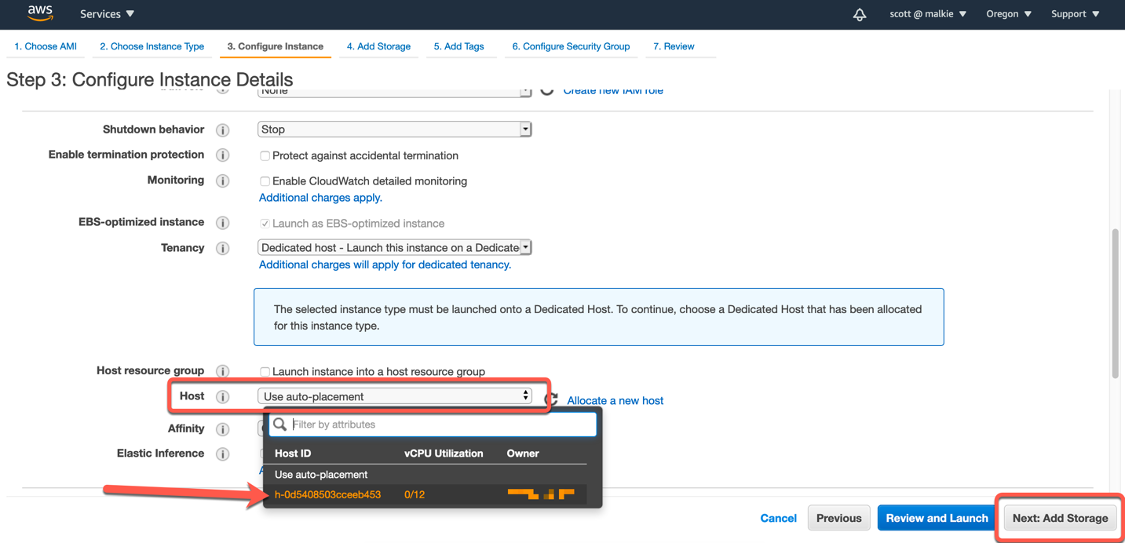 aws
Services
scott @ malkie
Oregon
Support
1. Choose AMI
2. Choose Instance Type
3. Configure Instance
4. Add Storage
5. Add Tags
6. Configure Security Group
7. Review
Step 3: Configure Instance Details
None
Create new IAM role
Shutdown behavior
Stop
Enable termination protection
Protect against accidental termination
Monitoring
Enable CloudWatch detailed monitoring
Additional charges apply.
EBS-optimized instance
Launch as EBS-optimized instance
Tenancy
Dedicated host - Launch this instance on a Dedicate
Additional charges will apply for dedicated tenancy.
The selected instance type must be launched onto a Dedicated Host. To continue, choose a Dedicated Host that has been allocated
for this instance type.
Host resource group
Launch instance into a host resource group
Host
Use auto-placement
Allocate a new host
Affinity
Filter by attributes
Elastic Inference
Host ID
vCPU Utilization
Owner
Use auto-placement
h-0d5408503cceeb453
0/12
Cancel
Previous
Review and Launch
Next: Add Storage